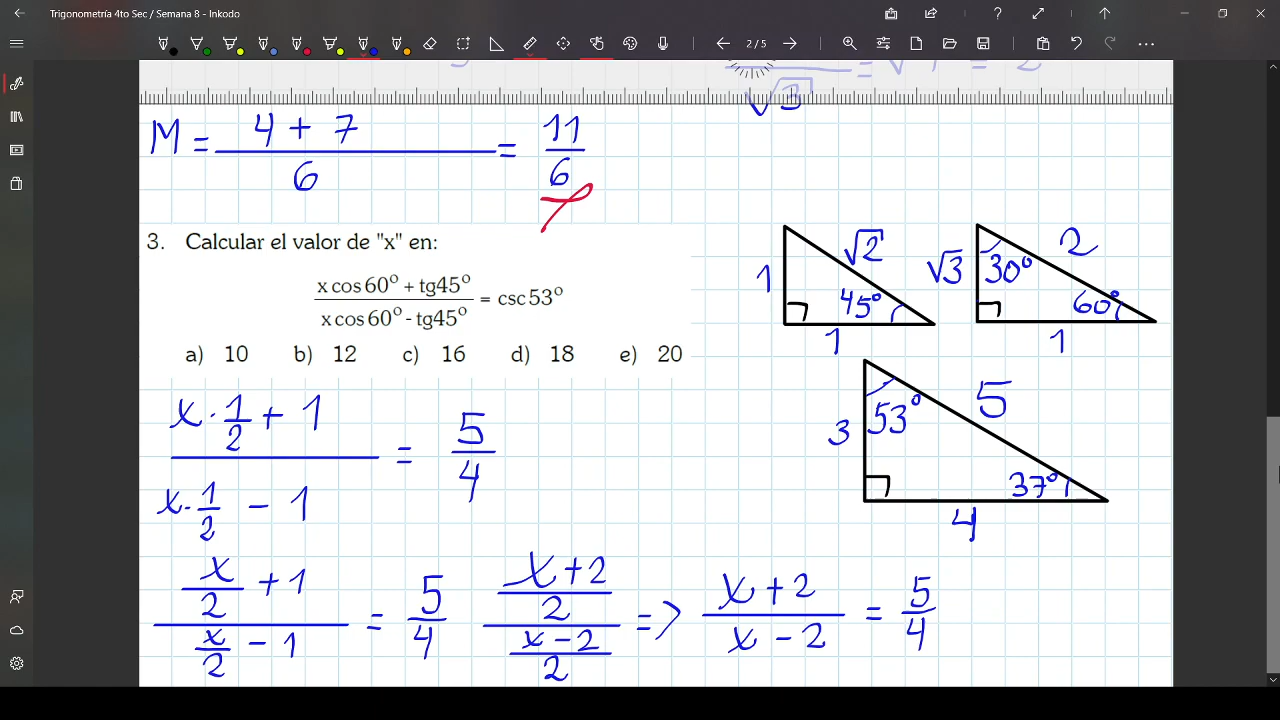 Trigonometría 4to Sec / Semana 8 - Inkodo
2/5
√3
= √1 = 2
M = 4 + 7 / 6 = 11 / 6
3. Calcular el valor de "x" en:
x cos 60° + tg45° / x cos 60° - tg45° = csc 53°
a) 10 b) 12 c) 16 d) 18 e) 20
1 √2 45° 1
√3 30° 2 60° 1
3 53° 5 37° 4
x · 1/2 + 1 / x · 1/2 - 1 = 5/4
x/2 + 1 / x/2 - 1 = 5/4
x+2 / 2 / x-2 / 2 => x+2 / x-2 = 5/4